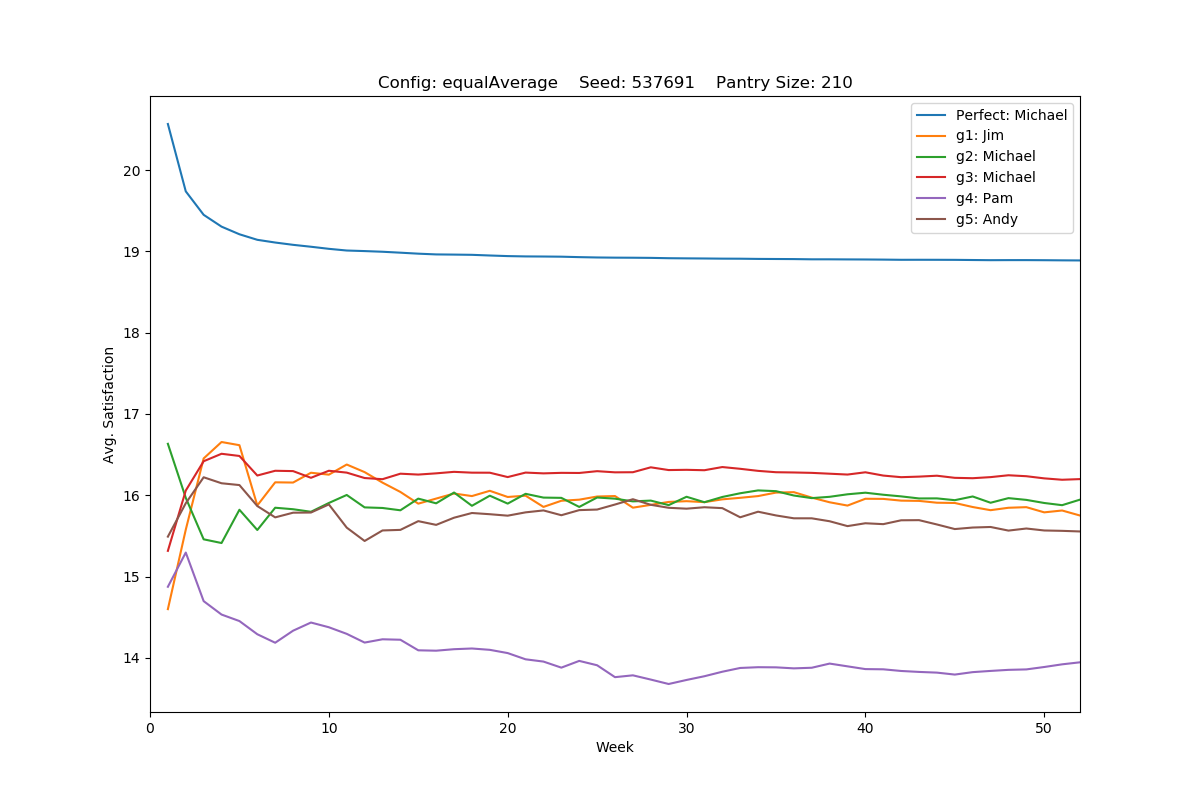 Config: equalAverage    Seed: 537691    Pantry Size: 210
Perfect: Michael
g1: Jim
g2: Michael
g3: Michael
g4: Pam
g5: Andy
20
19
18
17
16
15
14
Avg. Satisfaction
0 10 20 30 40 50
Week